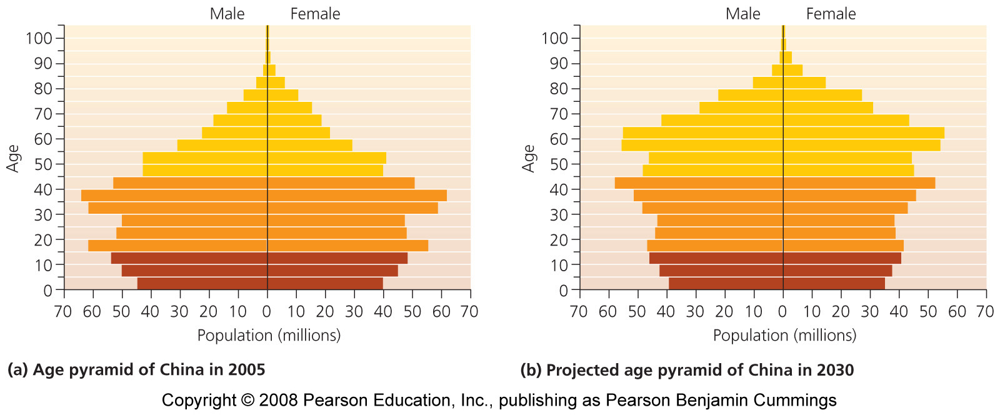 Male Female
100
90
80
70
60
50
40
30
20
10
0
Age
70 60 50 40 30 20 10 0 10 20 30 40 50 60 70
Population (millions)
(a) Age pyramid of China in 2005
Male Female
100
90
80
70
60
50
40
30
20
10
0
Age
70 60 50 40 30 20 10 0 10 20 30 40 50 60 70
Population (millions)
(b) Projected age pyramid of China in 2030
Copyright © 2008 Pearson Education, Inc., publishing as Pearson Benjamin Cummings